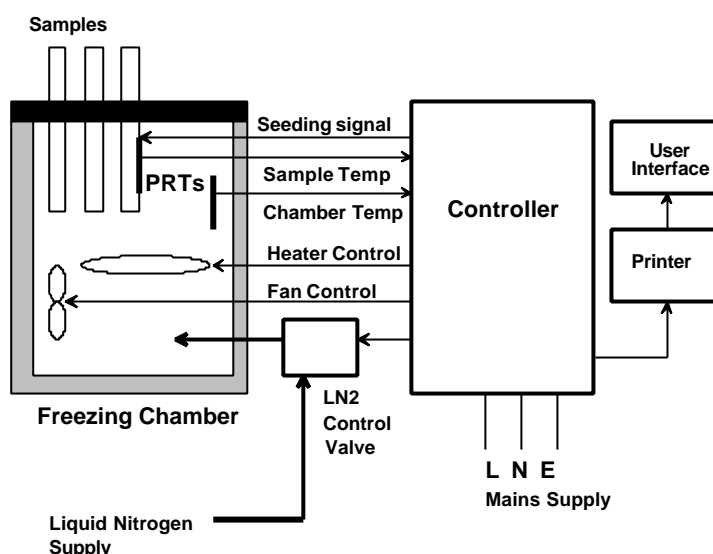 Samples
Seeding signal
PRTs
Sample Temp
Chamber Temp
Heater Control
Fan Control
Controller
User
Interface
Printer
LN2
Control
Valve
Freezing Chamber
L N E
Mains Supply
Liquid Nitrogen
Supply